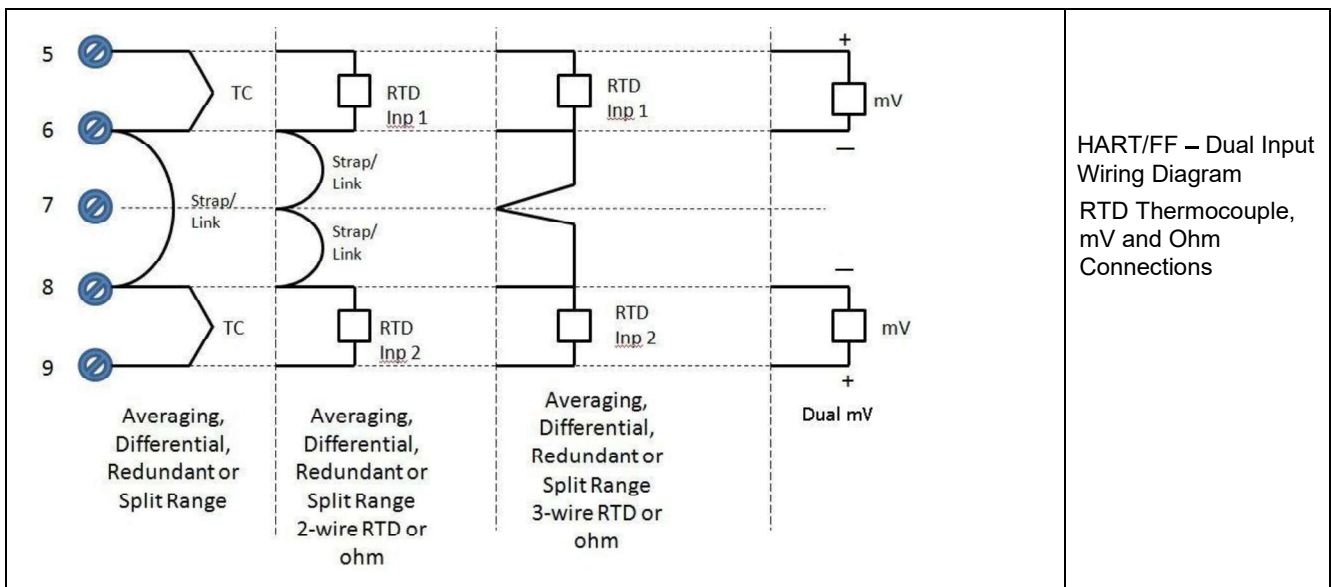 5
6
7
8
9
TC
Strap/
Link
TC
Averaging,
Differential,
Redundant or
Split Range
RTD
Inp 1
Strap/
Link
Strap/
Link
RTD
Inp 2
Averaging,
Differential,
Redundant or
Split Range
2-wire RTD or
ohm
RTD
Inp 1
RTD
Inp 2
Averaging,
Differential,
Redundant or
Split Range
3-wire RTD or
ohm
+
mV
—
—
mV
+
Dual mV
HART/FF – Dual Input
Wiring Diagram
RTD Thermocouple,
mV and Ohm
Connections